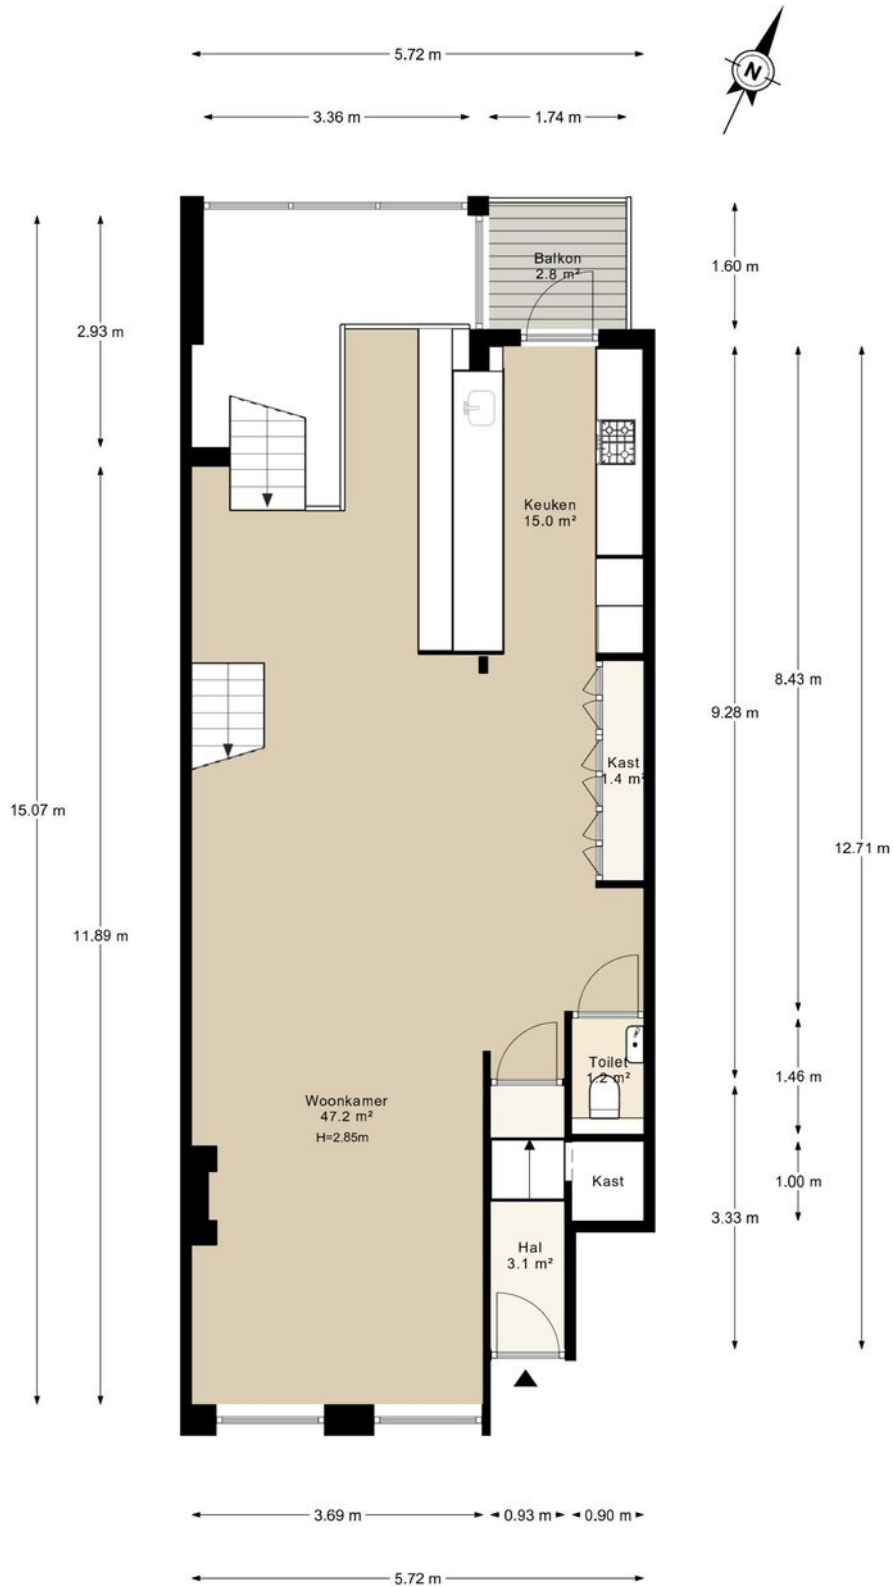 5.72 m
N
3.36 m
1.74 m
Balkon
2.8 m²
1.60 m
2.93 m
Keuken
15.0 m²
8.43 m
9.28 m
Kast
1.4 m²
15.07 m
12.71 m
11.89 m
Toilet
1.2 m²
1.46 m
Woonkamer
47.2 m²
H=2.85m
Kast
1.00 m
3.33 m
Hal
3.1 m²
3.69 m
0.93 m
0.90 m
5.72 m